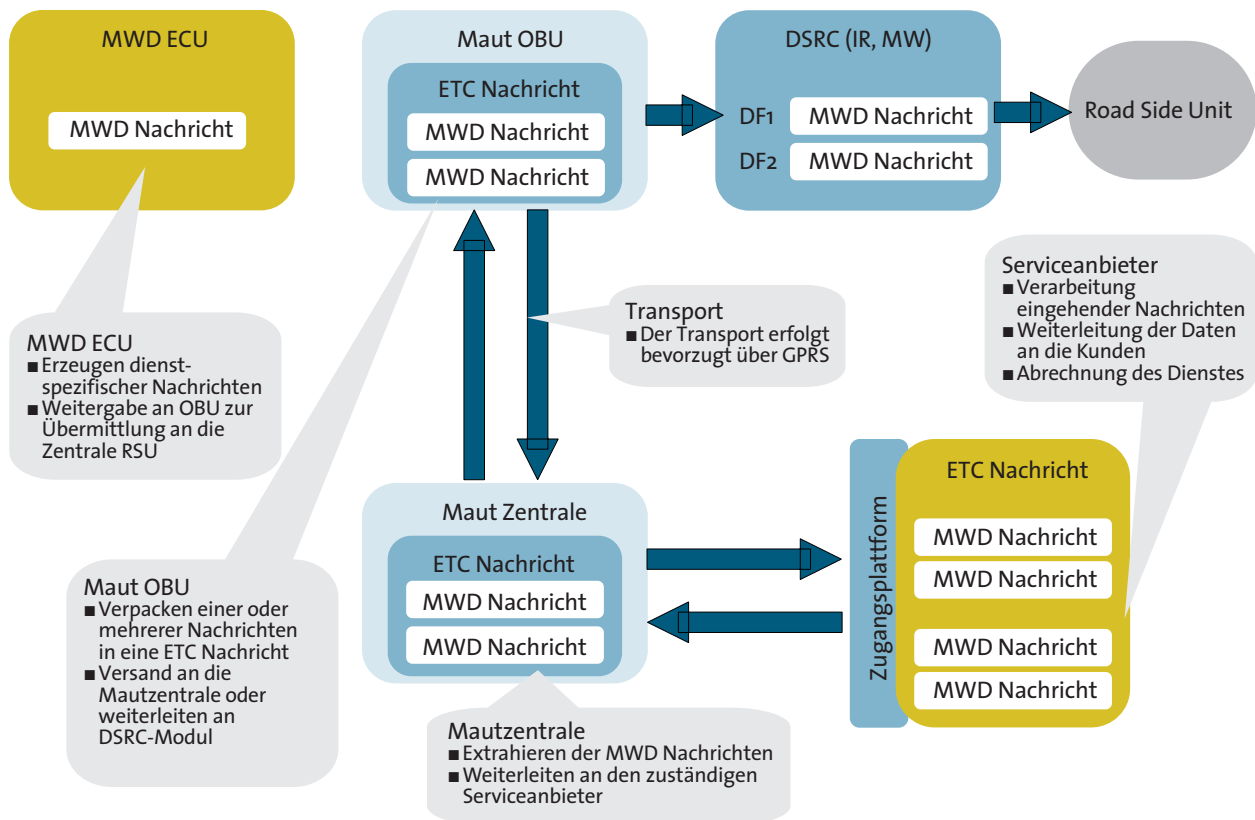 MWD ECU
MWD Nachricht
Maut OBU
ETC Nachricht
MWD Nachricht
MWD Nachricht
DSRC (IR, MW)
DF1
MWD Nachricht
DF2
MWD Nachricht
Road Side Unit
MWD ECU
■ Erzeugen dienst-
spezifischer Nachrichten
■ Weitergabe an OBU zur
Übermittlung an die
Zentrale RSU
Transport
■ Der Transport erfolgt
bevorzugt über GPRS
Serviceanbieter
■ Verarbeitung
eingehender Nachrichten
■ Weiterleitung der Daten
an die Kunden
■ Abrechnung des Dienstes
Maut Zentrale
ETC Nachricht
MWD Nachricht
MWD Nachricht
Zugangsplattform
ETC Nachricht
MWD Nachricht
MWD Nachricht
MWD Nachricht
MWD Nachricht
Maut OBU
■ Verpacken einer oder
mehrerer Nachrichten
in eine ETC Nachricht
■ Versand an die
Mautzentrale oder
weiterleiten an
DSRC-Modul
Mautzentrale
■ Extrahieren der MWD Nachrichten
■ Weiterleiten an den zuständigen
Serviceanbieter